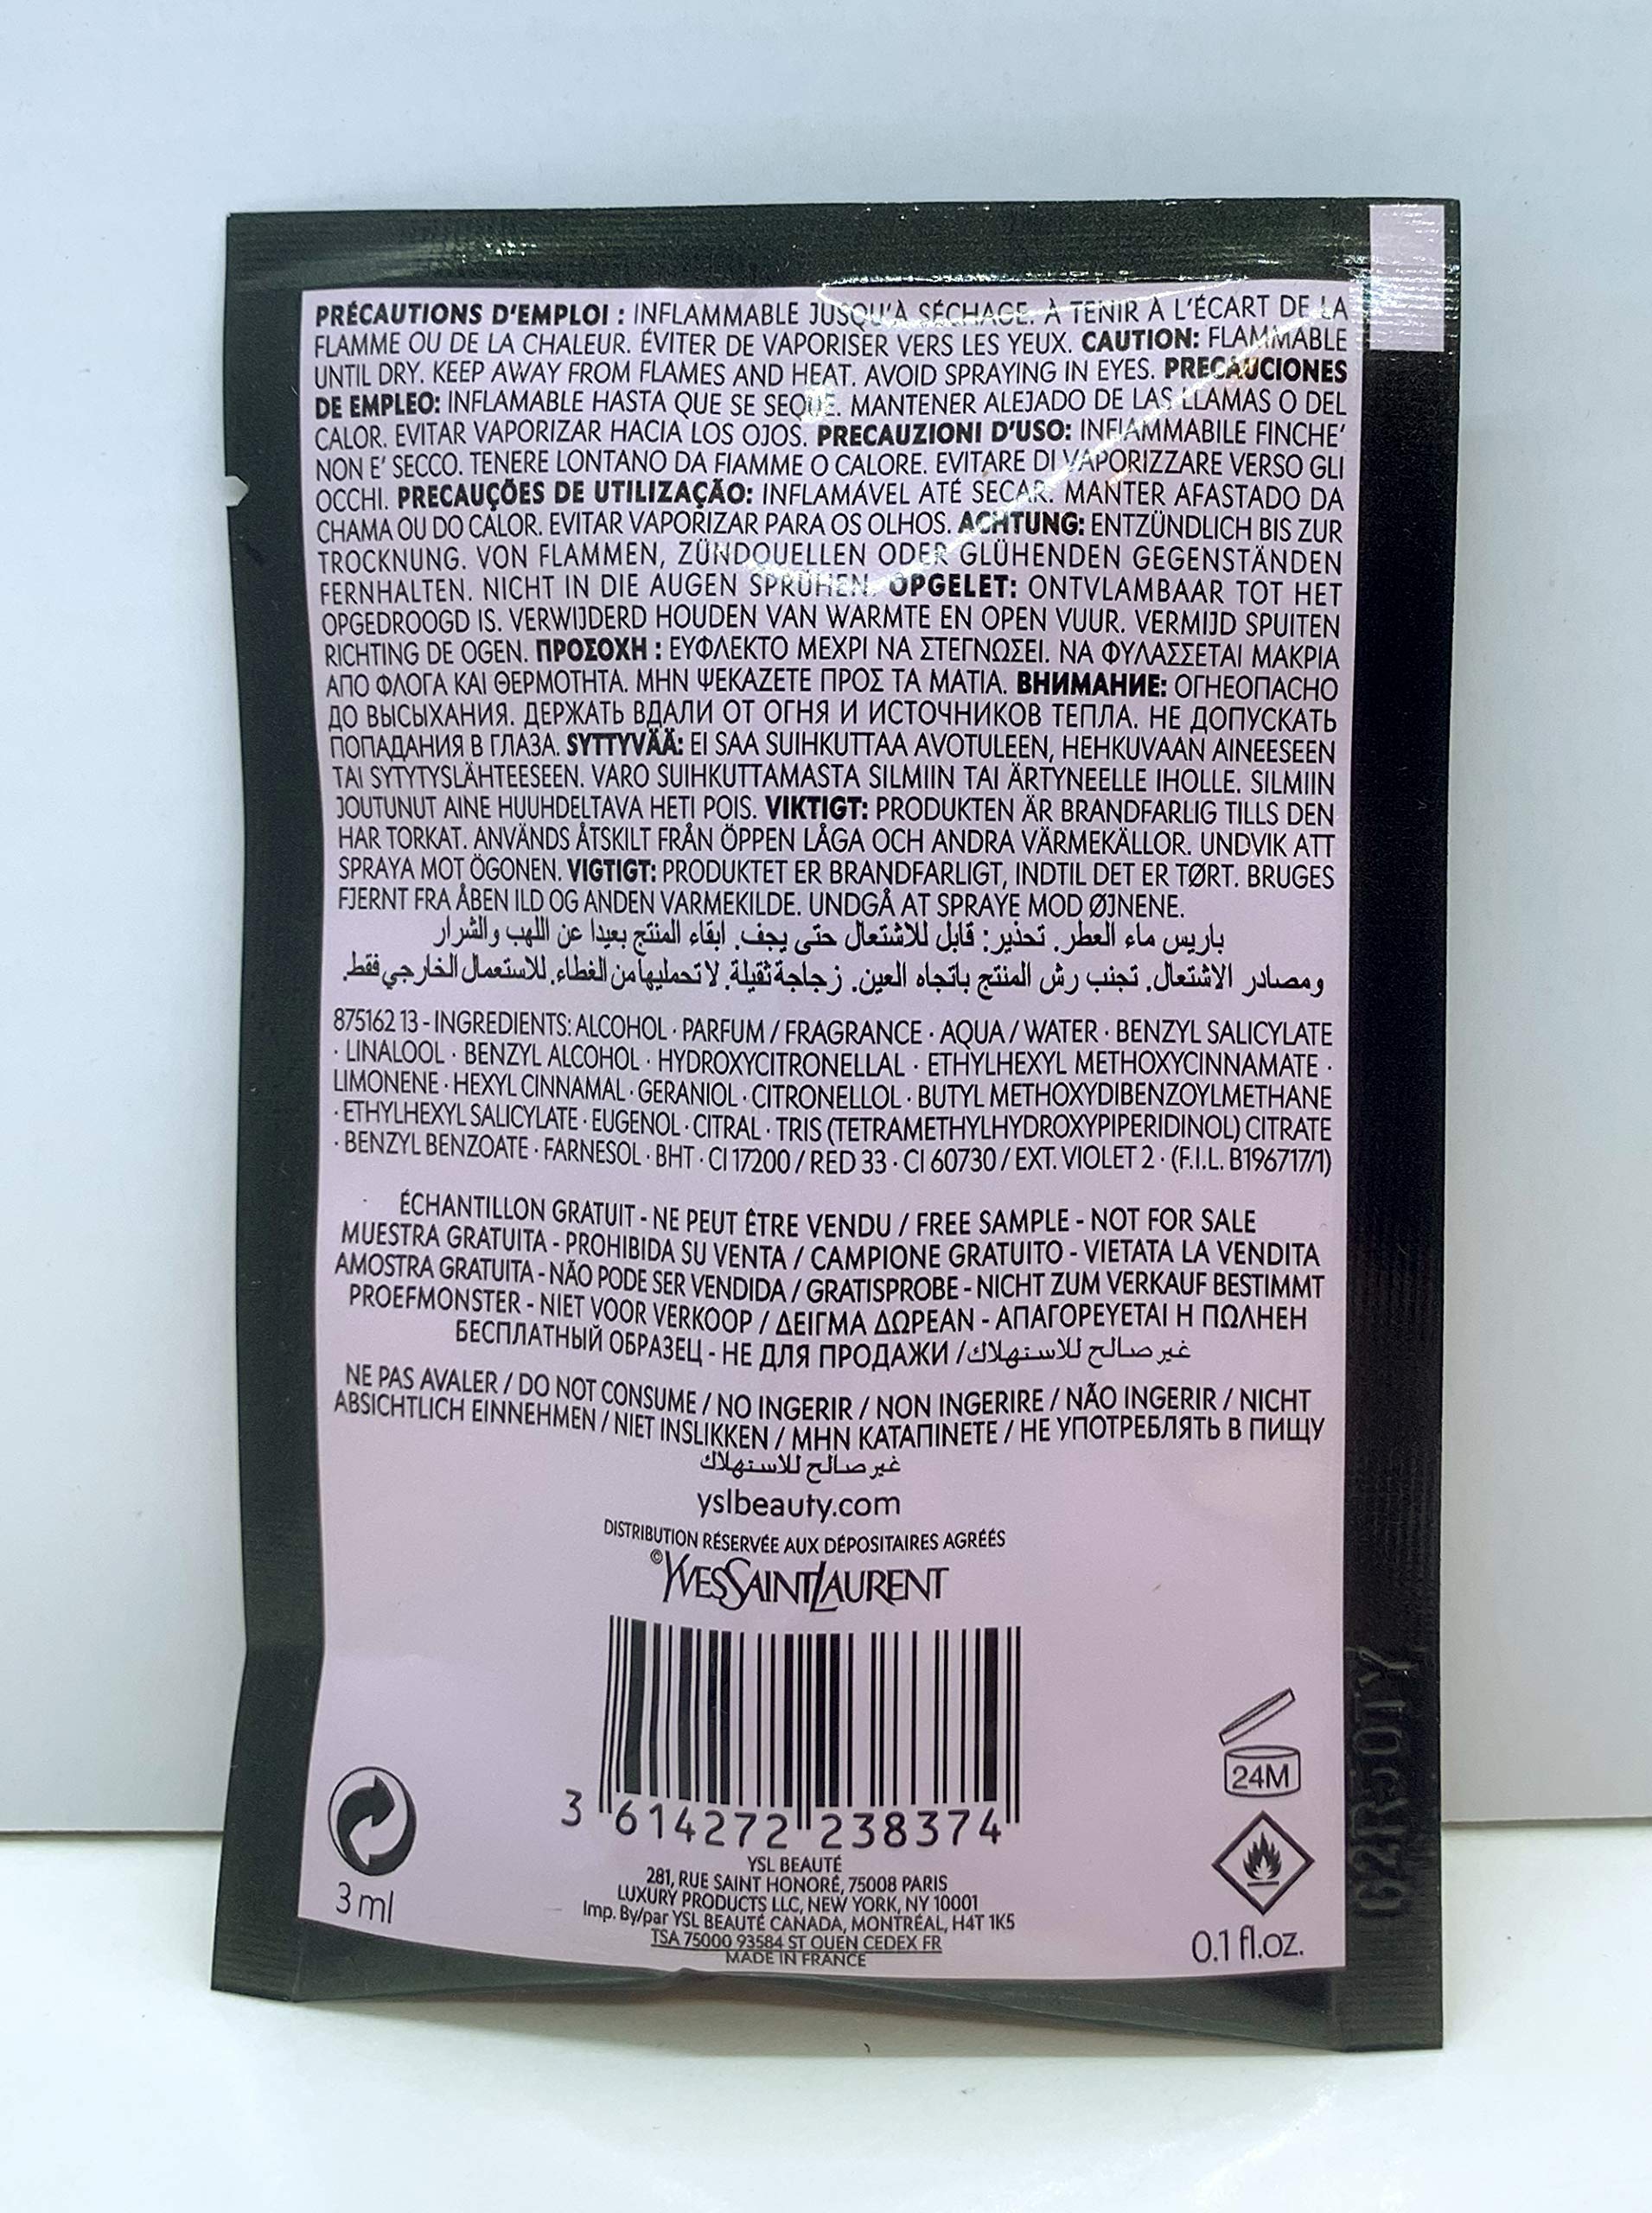 PRÉCAUTIONS D'EMPLOI : INFLAMMABLE JUSQU'À SÉCHAGE. À TENIR À L'ÉCART DE LA
FLAMME OU DE LA CHALEUR. ÉVITER DE VAPORISER VERS LES YEUX. CAUTION: FLAMMABLE
UNTIL DRY. KEEP AWAY FROM FLAMES AND HEAT. AVOID SPRAYING IN EYES. PRECAUCIONES
DE EMPLEO: INFLAMABLE HASTA QUE SE SEQUE. MANTENER ALEJADO DE LAS LLAMAS O DEL
CALOR. EVITAR VAPORIZAR HACIA LOS OJOS. PRECAUZIONI D'USO: INFIAMMABILE FINCHE'
NON E' SECCO. TENERE LONTANO DA FIAMME O CALORE. EVITARE DI VAPORIZZARE VERSO GLI
OCCHI. PRECAUÇÕES DE UTILIZAÇÃO: INFLAMÁVEL ATÉ SECAR. MANTER AFASTADO DA
CHAMA OU DO CALOR. EVITAR VAPORIZAR PARA OS OLHOS. ACHTUNG: ENTZÜNDLICH BIS ZUR
TROCKNUNG. VON FLAMMEN, ZÜNDQUELLEN ODER GLÜHENDEN GEGENSTÄNDEN
FERNHALTEN. NICHT IN DIE AUGEN SPRÜHEN. OPGELET: ONTVLAMBAAR TOT HET
OPGEDROOGD IS. VERWIJDERD HOUDEN VAN WARMTE EN OPEN VUUR. VERMIJD SPUITEN
RICHTING DE OGEN. ΠΡΟΣΟΧΗ : ΕΥΦΛΕΚΤΟ ΜΕΧΡΙ ΝΑ ΣΤΕΓΝΩΣΕΙ. ΝΑ ΦΥΛΑΣΣΕΤΑΙ ΜΑΚΡΙΑ
ΑΠΟ ΦΛΟΓΑ ΚΑΙ ΘΕΡΜΟΤΗΤΑ. ΜΗΝ ΨΕΚΑΖΕΤΕ ΠΡΟΣ ΤΑ ΜΑΤΙΑ. ВНИМАНИЕ: ОГНЕОПАСНО
ДО ВЫСЫХАНИЯ. ДЕРЖАТЬ ВДАЛИ ОТ ОГНЯ И ИСТОЧНИКОВ ТЕПЛА. НЕ ДОПУСКАТЬ
ПОПАДАНИЯ В ГЛАЗА. SYTTYVÄÄ: EI SAA SUIHKUTTAA AVOTULEEN, HEHKUVAAN AINEESEEN
TAI SYTYTYSLÄHTEESEEN. VARO SUIHKUTTAMASTA SILMIIN TAI ÄRTYNEELLE IHOLLE. SILMIIN
JOUTUNUT AINE HUUHDELTAVA HETI POIS. VIKTIGT: PRODUKTEN ÄR BRANDFARLIG TILLS DEN
HAR TORKAT. ANVÄNDS ÅTSKILT FRÅN ÖPPEN LÅGA OCH ANDRA VÄRMEKÄLLOR. UNDVIK ATT
SPRAYA MOT ÖGONEN. VIGTIGT: PRODUKTET ER BRANDFARLIGT, INDTIL DET ER TØRT. BRUGES
FJERNT FRA ÅBEN ILD OG ANDEN VARMEKILDE. UNDGÅ AT SPRAYE MOD ØJNENE.
باريس ماء العطر. تحذير: قابل للاشتعال حتى يجف. ابقاء المنتج بعيدا عن اللهب والشرار
ومصادر الاشتعال. تجنب رش المنتج باتجاه العين. زجاجة ثقيلة. لا تحمليها من الغطاء. للاستعمال الخارجي فقط.
875162 13 - INGREDIENTS: ALCOHOL · PARFUM / FRAGRANCE · AQUA / WATER · BENZYL SALICYLATE
· LINALOOL · BENZYL ALCOHOL · HYDROXYCITRONELLAL · ETHYLHEXYL METHOXYCINNAMATE ·
LIMONENE · HEXYL CINNAMAL · GERANIOL · CITRONELLOL · BUTYL METHOXYDIBENZOYLMETHANE
· ETHYLHEXYL SALICYLATE · EUGENOL · CITRAL · TRIS (TETRAMETHYLHYDROXYPIPERIDINOL) CITRATE
· BENZYL BENZOATE · FARNESOL · BHT · CI 17200 / RED 33 · CI 60730 / EXT. VIOLET 2 · (F.I.L. B196717/1)
ÉCHANTILLON GRATUIT - NE PEUT ÊTRE VENDU / FREE SAMPLE - NOT FOR SALE
MUESTRA GRATUITA - PROHIBIDA SU VENTA / CAMPIONE GRATUITO - VIETATA LA VENDITA
AMOSTRA GRATUITA - NÃO PODE SER VENDIDA / GRATISPROBE - NICHT ZUM VERKAUF BESTIMMT
PROEFMONSTER - NIET VOOR VERKOOP / ΔΕΙΓΜΑ ΔΩΡΕΑΝ - ΑΠΑΓΟΡΕΥΕΤΑΙ Η ΠΩΛΗΕΗ
БЕСПЛАТНЫЙ ОБРАЗЕЦ - НЕ ДЛЯ ПРОДАЖИ / غير صالح للاستهلاك
NE PAS AVALER / DO NOT CONSUME / NO INGERIR / NON INGERIRE / NÃO INGERIR / NICHT
ABSICHTLICH EINNEHMEN / NIET INSLIKKEN / ΜΗΝ ΚΑΤΑΠΙΝΕΤΕ / НЕ УПОТРЕБЛЯТЬ В ПИЩУ
غير صالح للاستهلاك
yslbeauty.com
DISTRIBUTION RÉSERVÉE AUX DÉPOSITAIRES AGRÉÉS
©YVESSAINTLAURENT
3 614272 238374
24M
YSL BEAUTÉ
281, RUE SAINT HONORÉ, 75008 PARIS
LUXURY PRODUCTS LLC, NEW YORK, NY 10001
Imp. By/par YSL BEAUTÉ CANADA, MONTRÉAL, H4T 1K5
TSA 75000 93584 ST OUEN CEDEX FR
MADE IN FRANCE
3 ml
0.1 fl.oz.